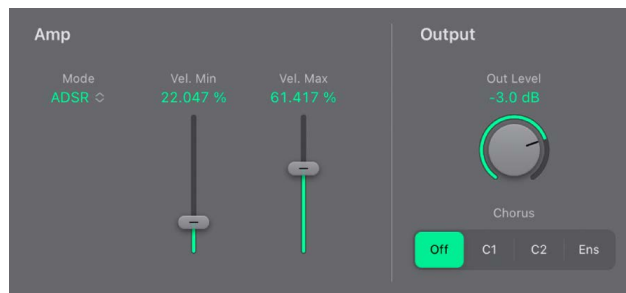 Amp
Mode
ADSR
Vel. Min
22.047 %
Vel. Max
61.417 %
Output
Out Level
-3.0 dB
Chorus
Off C1 C2 Ens